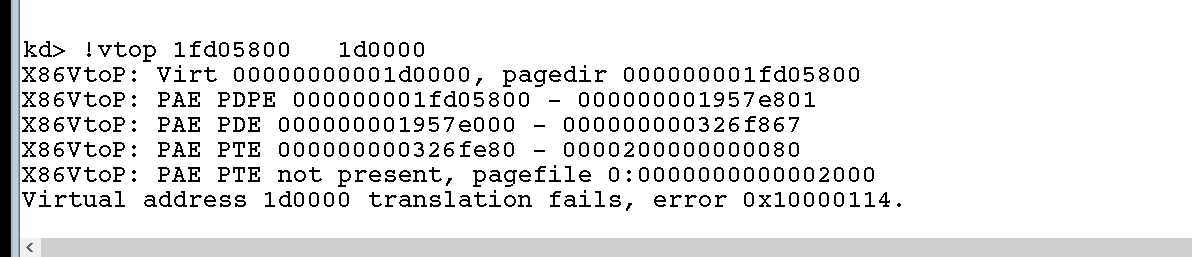 kd> !vtop 1fd05800   1d0000
X86VtoP: Virt 00000000001d0000, pagedir 000000001fd05800
X86VtoP: PAE PDPE 000000001fd05800 - 000000001957e801
X86VtoP: PAE PDE 000000001957e000 - 000000000326f867
X86VtoP: PAE PTE 000000000326fe80 - 0000200000000080
X86VtoP: PAE PTE not present, pagefile 0:0000000000002000
Virtual address 1d0000 translation fails, error 0x10000114.